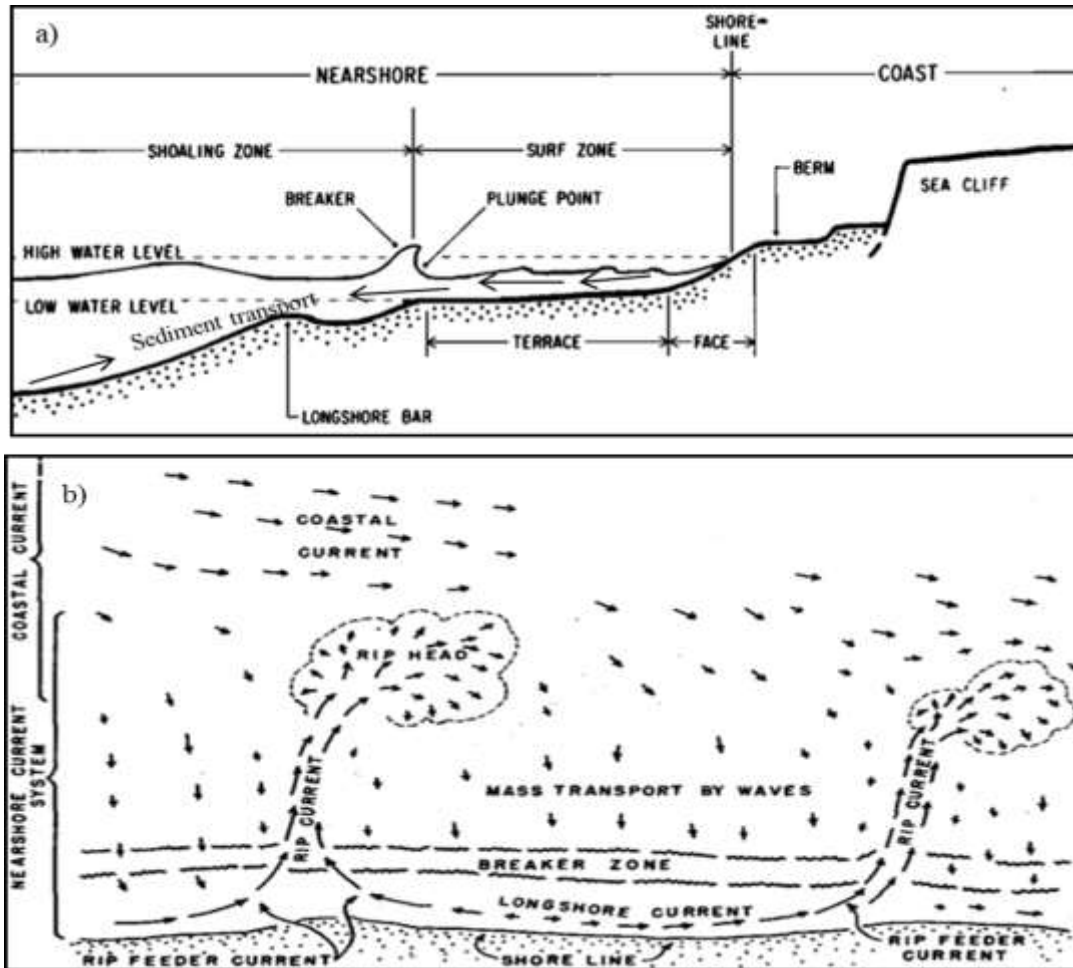 a)
SHORE-
LINE
NEARSHORE
COAST
SHOALING ZONE
SURF ZONE
BERM
BREAKER
PLUNGE POINT
SEA CLIFF
HIGH WATER LEVEL
LOW WATER LEVEL
Sediment transport
TERRACE
FACE
LONGSHORE BAR
b)
COASTAL CURRENT
COASTAL
CURRENT
RIP HEAD
NEARSHORE CURRENT
SYSTEM
RIP CURRENT
RIP CURRENT
MASS TRANSPORT BY WAVES
BREAKER ZONE
LONGSHORE CURRENT
RIP FEEDER CURRENT
SHORE LINE
RIP FEEDER
CURRENT